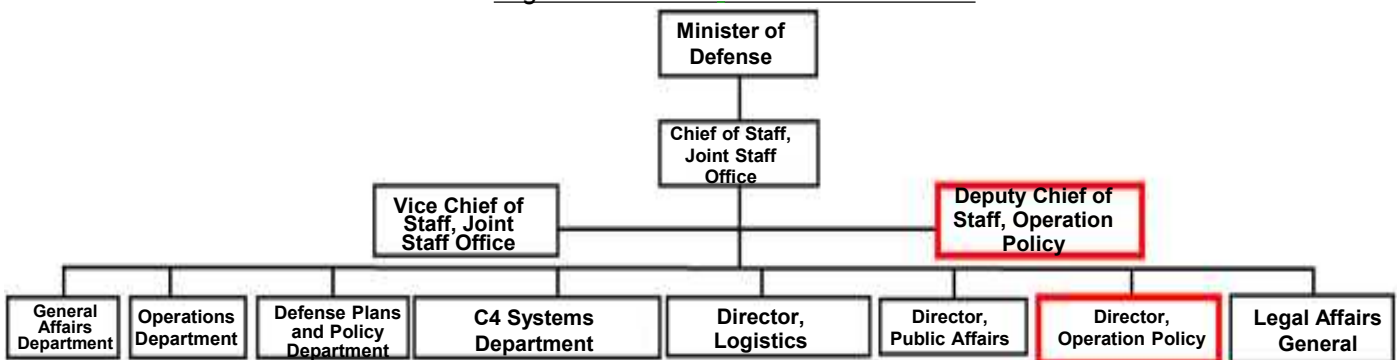 Minister of
Defense
Chief of Staff,
Joint Staff
Office
Vice Chief of
Staff, Joint
Staff Office
Deputy Chief of
Staff, Operation
Policy
General
Affairs
Department
Operations
Department
Defense Plans
and Policy
Department
C4 Systems
Department
Director,
Logistics
Director,
Public Affairs
Director,
Operation Policy
Legal Affairs
General